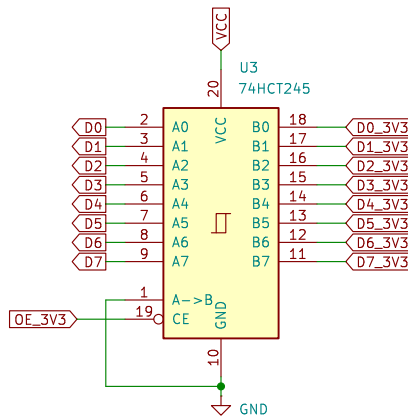 VCC
U3
74HCT245
20
VCC
D0 2 A0 B0 18 D0_3V3
D1 3 A1 B1 17 D1_3V3
D2 4 A2 B2 16 D2_3V3
D3 5 A3 B3 15 D3_3V3
D4 6 A4 B4 14 D4_3V3
D5 7 A5 B5 13 D5_3V3
D6 8 A6 B6 12 D6_3V3
D7 9 A7 B7 11 D7_3V3
1 A->B
OE_3V3 19 CE
GND
10
GND